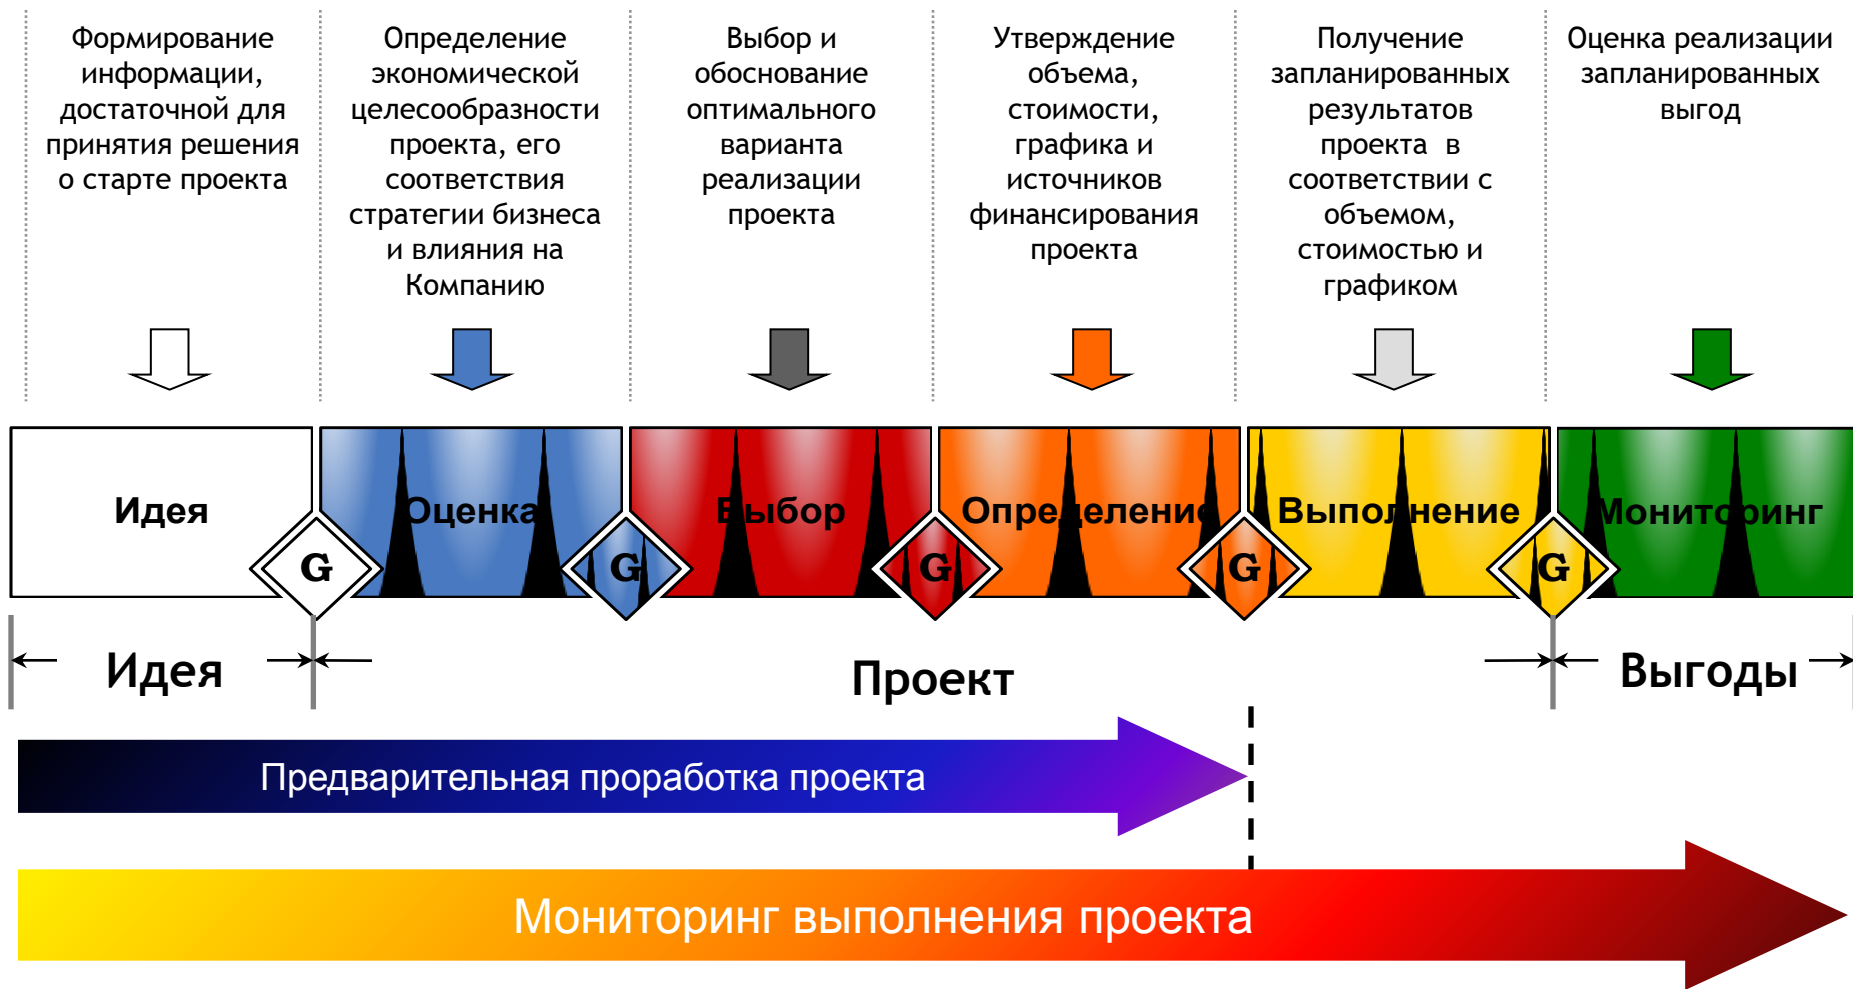 Формирование
информации,
достаточной для
принятия решения
о старте проекта
Определение
экономической
целесообразности
проекта, его
соответствия
стратегии бизнеса
и влияния на
Компанию
Выбор и
обоснование
оптимального
варианта
реализации
проекта
Утверждение
объема,
стоимости,
графика и
источников
финансирования
проекта
Получение
запланированных
результатов
проекта в
соответствии с
объемом,
стоимостью и
графиком
Оценка реализации
запланированных
выгод
Идея
Оценка
Выбор
Определение
Выполнение
Мониторинг
G
G
G
G
G
Идея
Проект
Выгоды
Предварительная проработка проекта
Мониторинг выполнения проекта